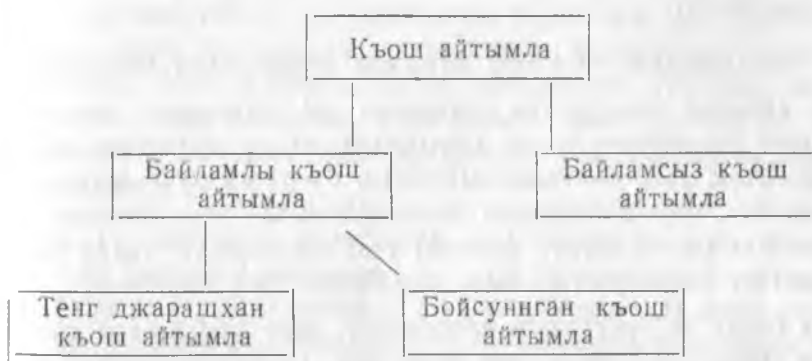 Къош айтымла
Байламлы къош
айтымла
Байламсыз къош
айтымла
Тенг джарашхан
къош айтымла
Бойсуннган къош
айтымла